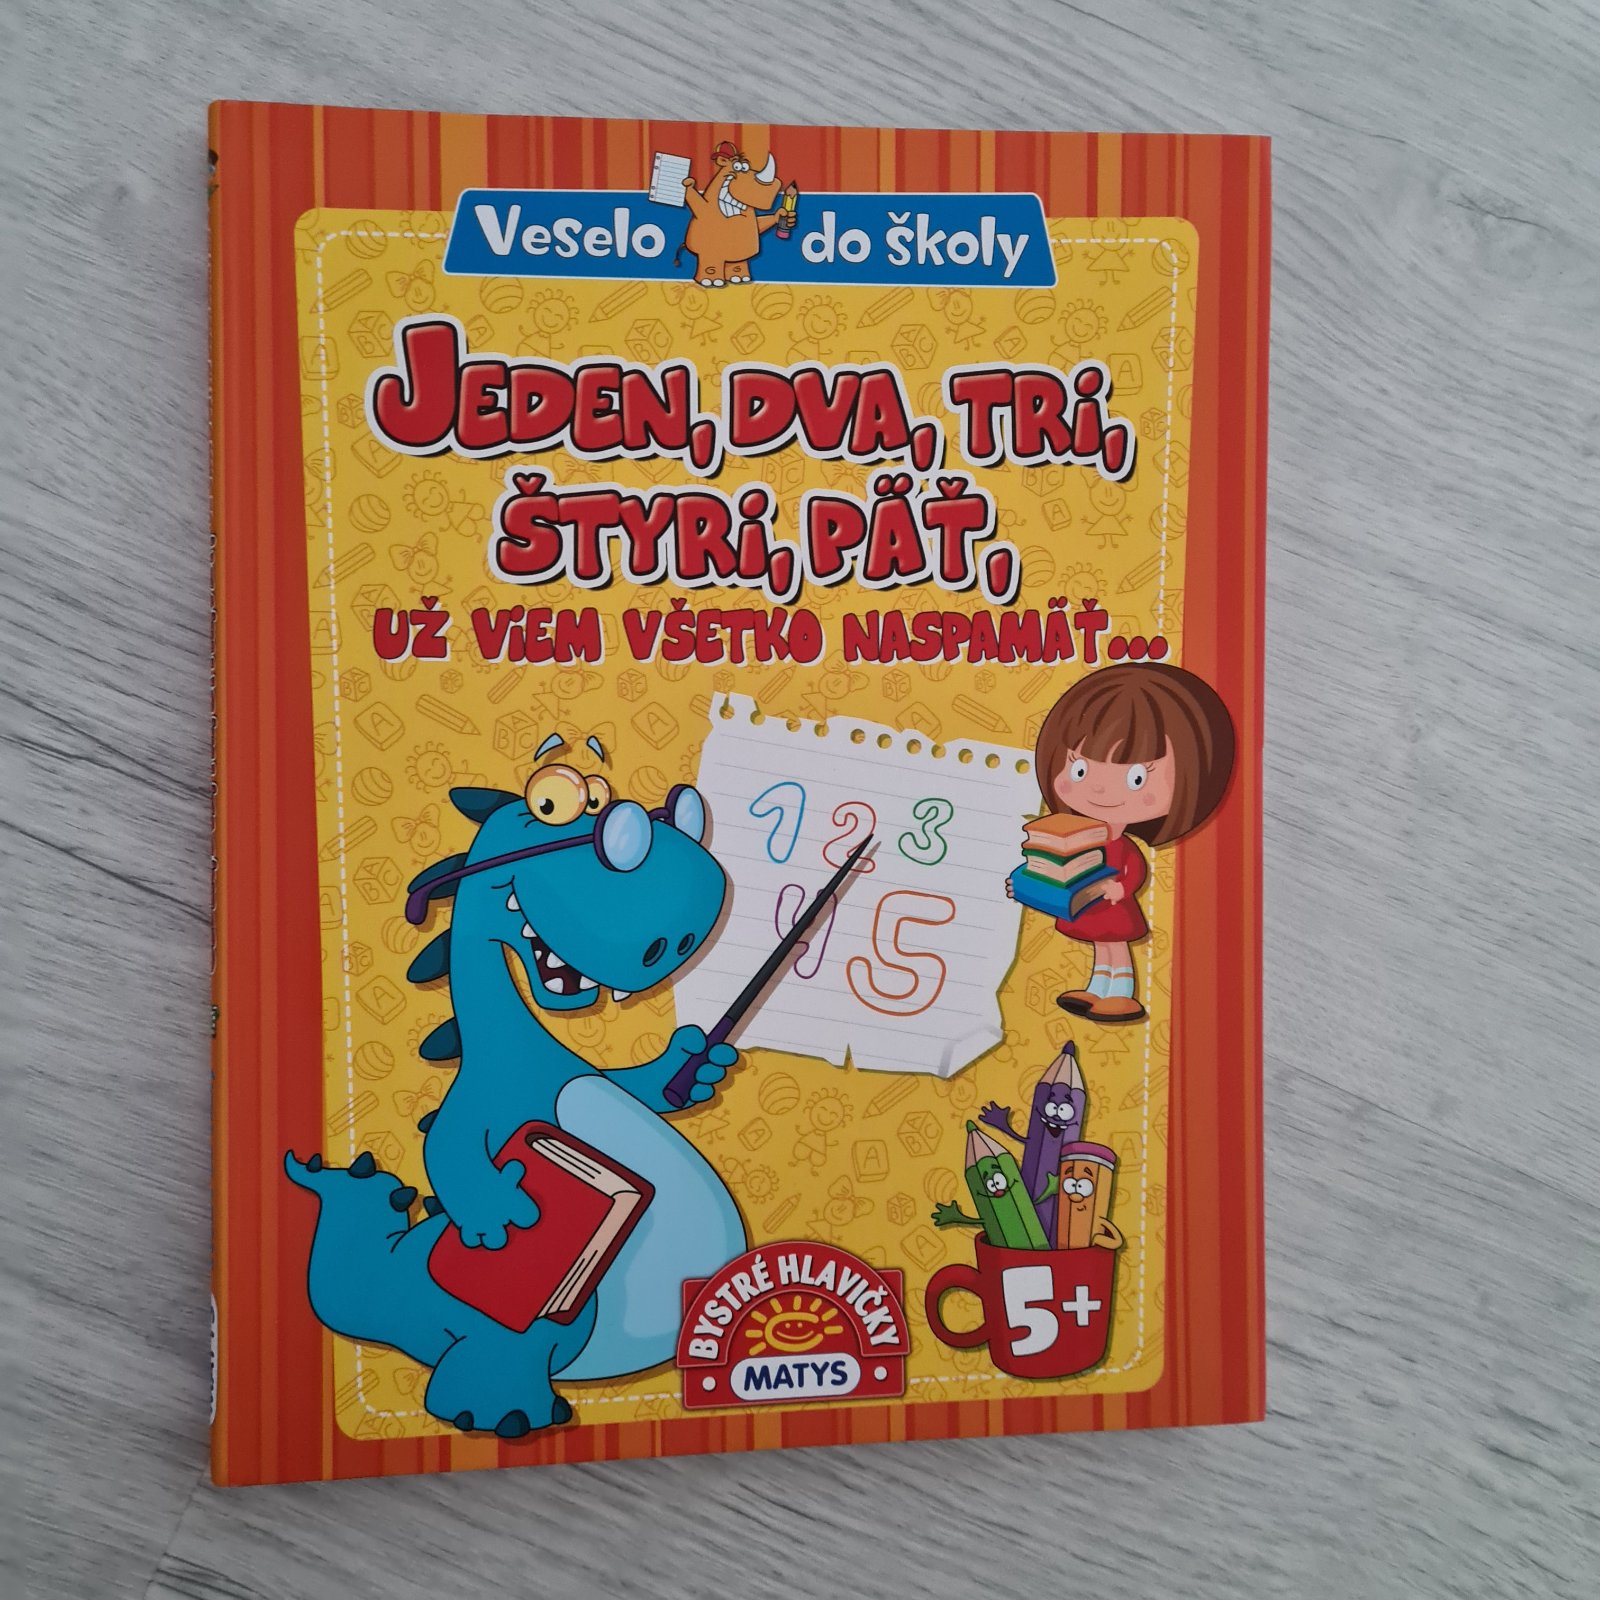 Veselo do školy
JEDEN, DVA, TRI,
ŠTYRI, PÄŤ,
UŽ VIEM VŠETKO NASPAMÄŤ...
1 2 3
4 5
BYSTRÉ HLAVIČKY
MATYS
5+